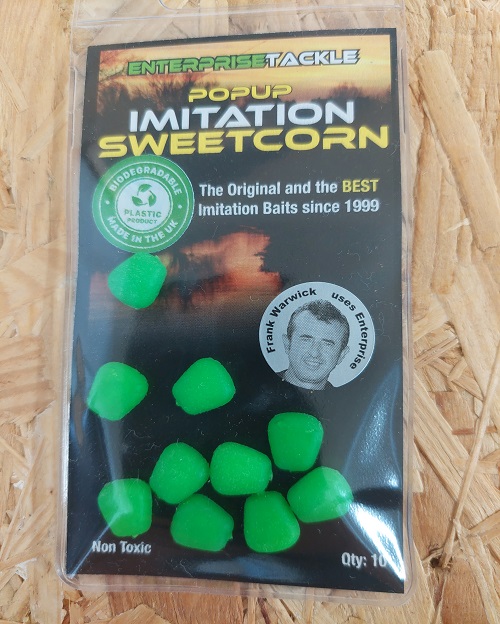 ENTERPRISETACKLE
POPUP
IMITATION
SWEETCORN
BIODEGRADABLE
PLASTIC
PRODUCT
MADE IN THE UK
The Original and the BEST
Imitation Baits since 1999
Frank Warwick uses Enterprise
Non Toxic
Qty: 10